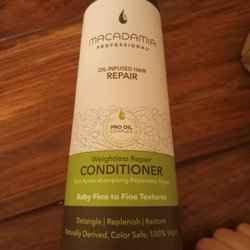 MACADAMIA
PROFESSIONAL
OIL-INFUSED HAIR
REPAIR
PRO OIL
COMPLEX
Weightless Repair
CONDITIONER
Soin Après-shampoing Réparateur Léger
Baby Fine to Fine Textures
Detangle | Replenish | Restore
Naturally Derived, Color Safe, 100% Vegan